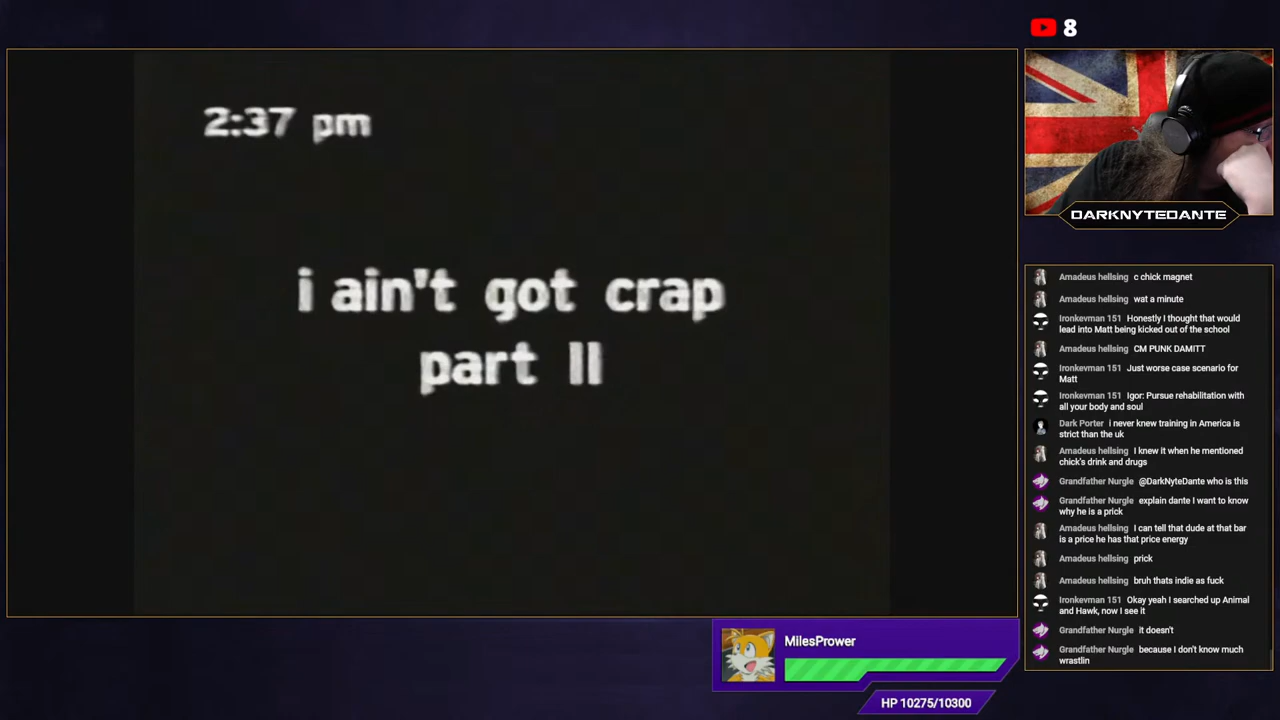 8
2:37 pm
i ain't got crap
part II
DARKNYTEDANTE
Amadeus hellsing c chick magnet
Amadeus hellsing wat a minute
Ironkevman 151 Honestly I thought that would
lead into Matt being kicked out of the school
Amadeus hellsing CM PUNK DAMITT
Ironkevman 151 Just worse case scenario for
Matt
Ironkevman 151 Igor: Pursue rehabilitation with
all your body and soul
Dark Porter i never knew training in America is
strict than the uk
Amadeus hellsing I knew it when he mentioned
chick's drink and drugs
Grandfather Nurgle @DarkNyteDante who is this
Grandfather Nurgle explain dante I want to know
why he is a prick
Amadeus hellsing I can tell that dude at that bar
is a price he has that price energy
Amadeus hellsing prick
Amadeus hellsing bruh thats indie as fuck
Ironkevman 151 Okay yeah I searched up Animal
and Hawk, now I see it
Grandfather Nurgle it doesn't
Grandfather Nurgle because I don't know much
wrastlin
MilesPrower
HP 10275/10300